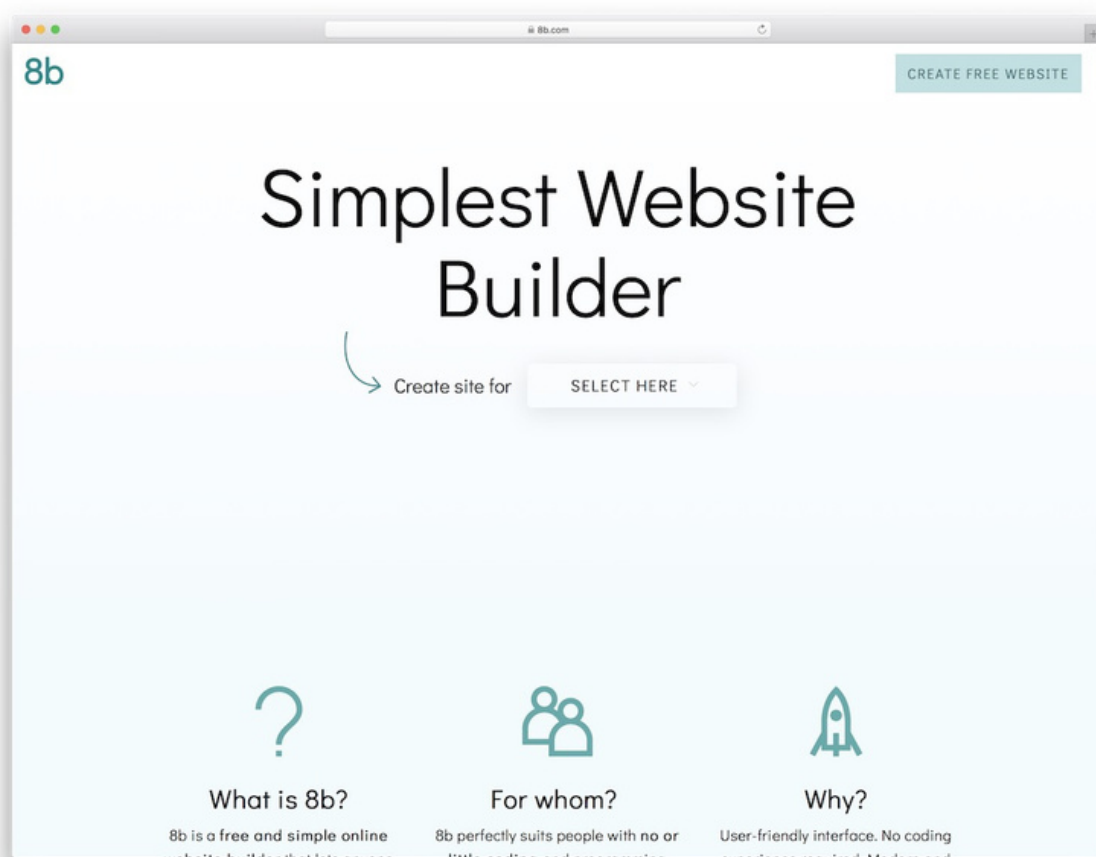 8b.com
8b
CREATE FREE WEBSITE
Simplest Website
Builder
Create site for
SELECT HERE
What is 8b?
For whom?
Why?
8b is a free and simple online
8b perfectly suits people with no or
User-friendly interface. No coding